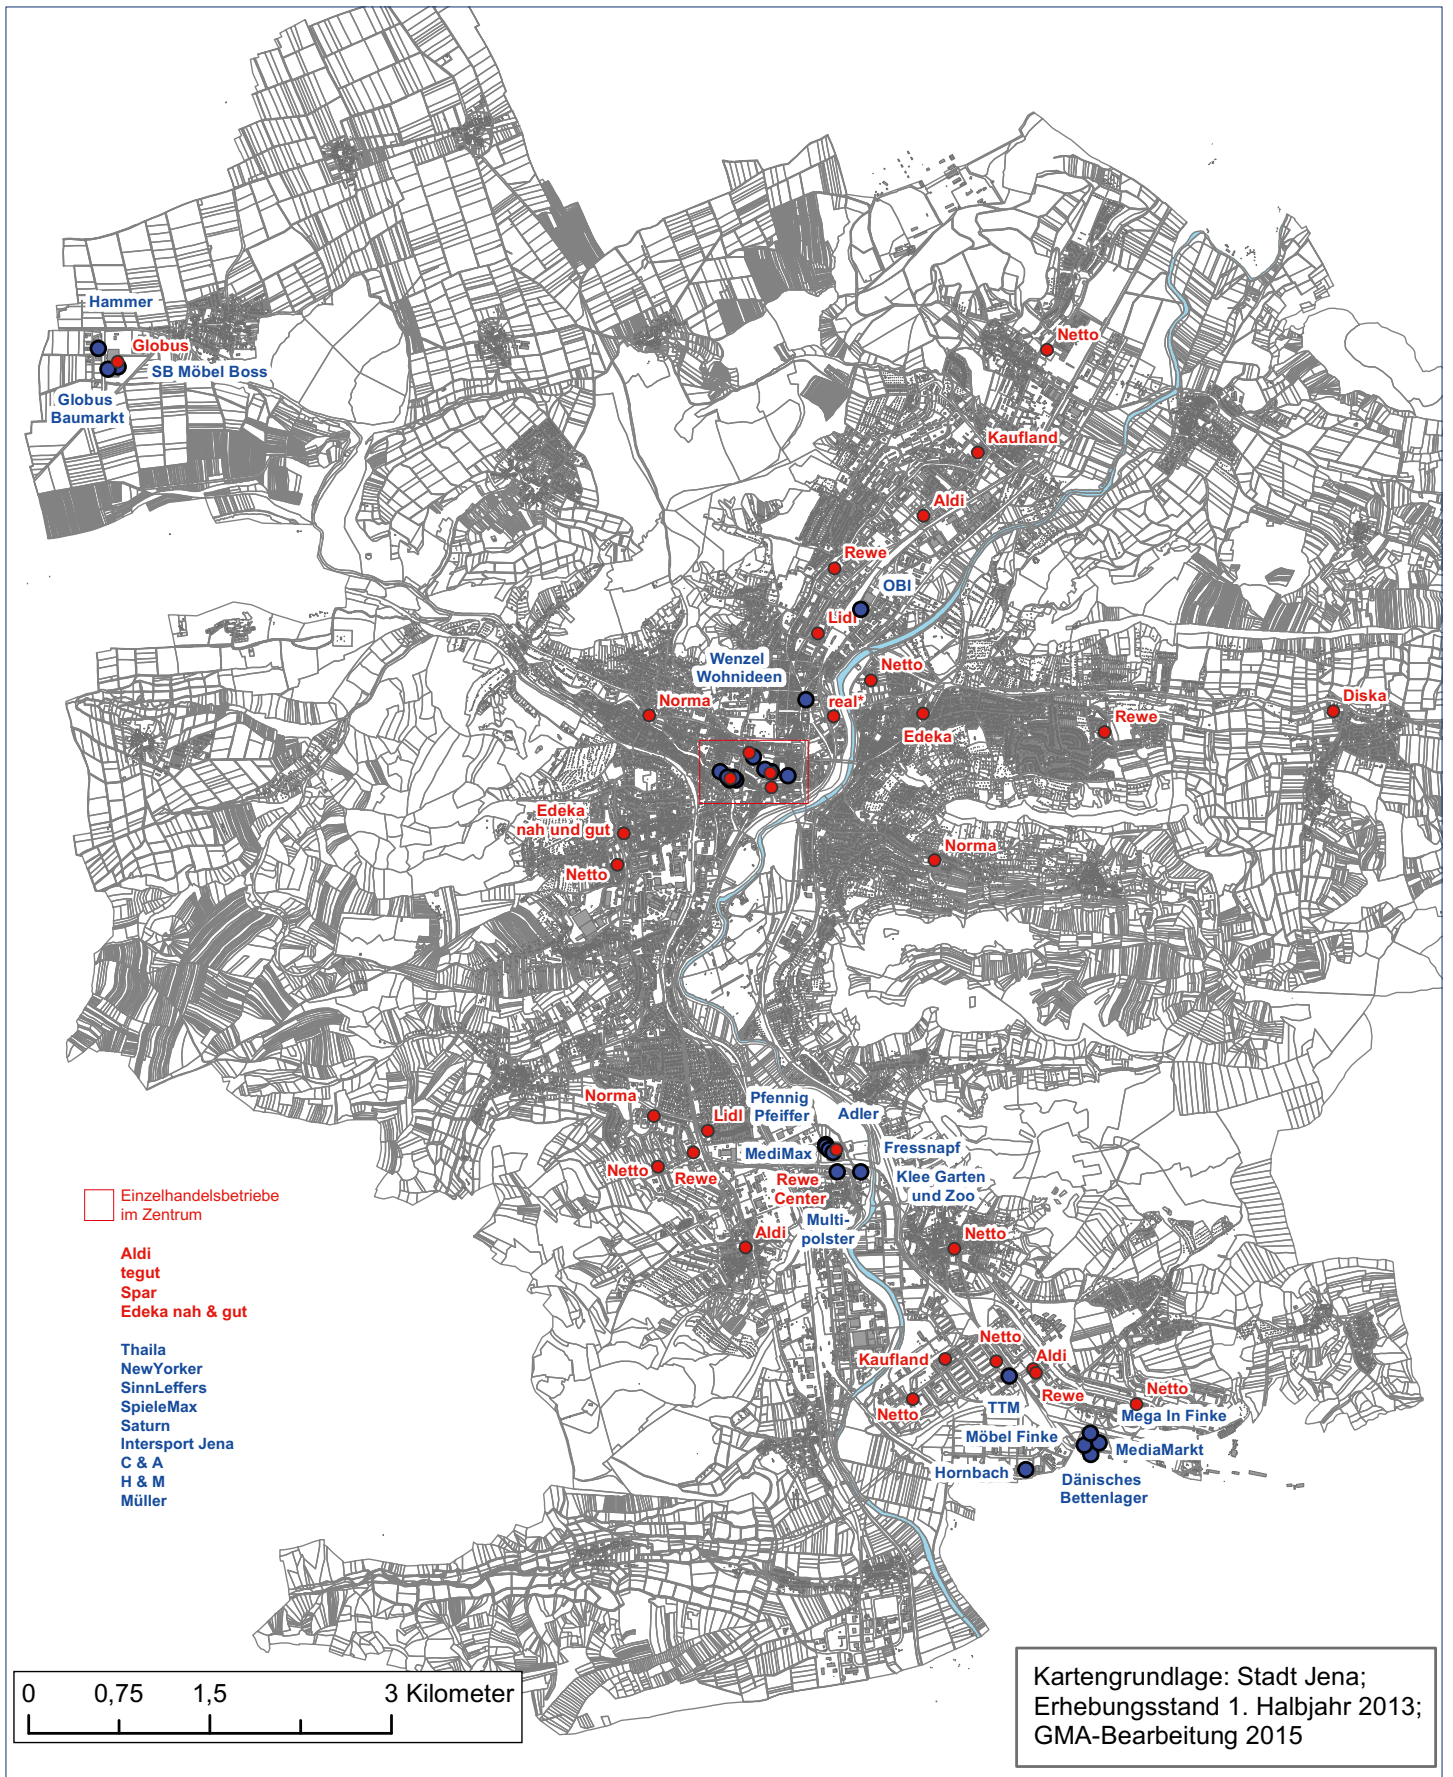 Hammer
Globus
SB Möbel Boss
Globus
Baumarkt
Netto
Kaufland
Aldi
Rewe
OBI
Lidl
Wenzel
Wohnideen
Netto
Norma
real*
Edeka
Rewe
Diska
Edeka
nah und gut
Netto
Norma
Norma
Lidl
Pfennig
Pfeiffer
Adler
MediMax
Fressnapf
Netto
Rewe
Rewe
Center
Klee Garten
und Zoo
Multi-
polster
Aldi
Netto
Einzelhandelsbetriebe
im Zentrum
Aldi
tegut
Spar
Edeka nah & gut
Thaila
NewYorker
SinnLeffers
SpieleMax
Saturn
Intersport Jena
C & A
H & M
Müller
Netto
Kaufland
Aldi
Rewe
Netto
Netto
TTM
Mega In Finke
Möbel Finke
MediaMarkt
Hornbach
Dänisches
Bettenlager
0 0,75 1,5 3 Kilometer
Kartengrundlage: Stadt Jena;
Erhebungsstand 1. Halbjahr 2013;
GMA-Bearbeitung 2015